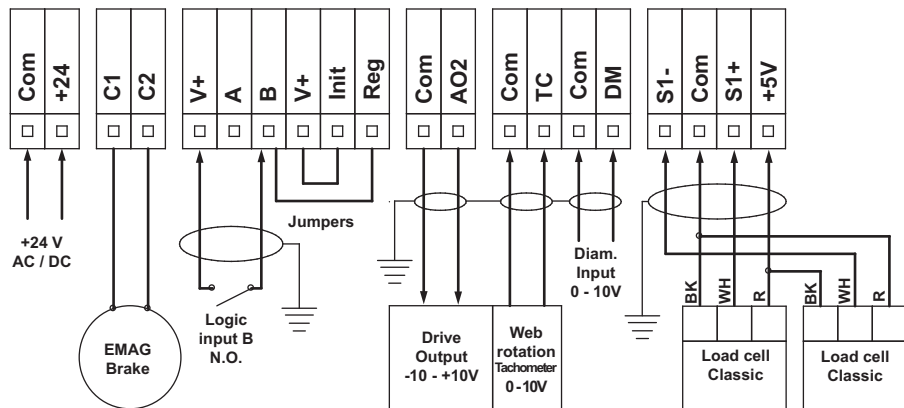 Com
+24
C1
C2
V+
A
B
V+
Init
Reg
Com
AO2
Com
TC
Com
DM
S1-
Com
S1+
+5V
+24 V
AC / DC
Jumpers
Logic
input B
N.O.
EMAG
Brake
Drive
Output
-10 - +10V
Web
rotation
Tachometer
0 -10V
Diam.
Input
0 - 10V
BK
WH
R
BK
WH
R
Load cell
Classic
Load cell
Classic